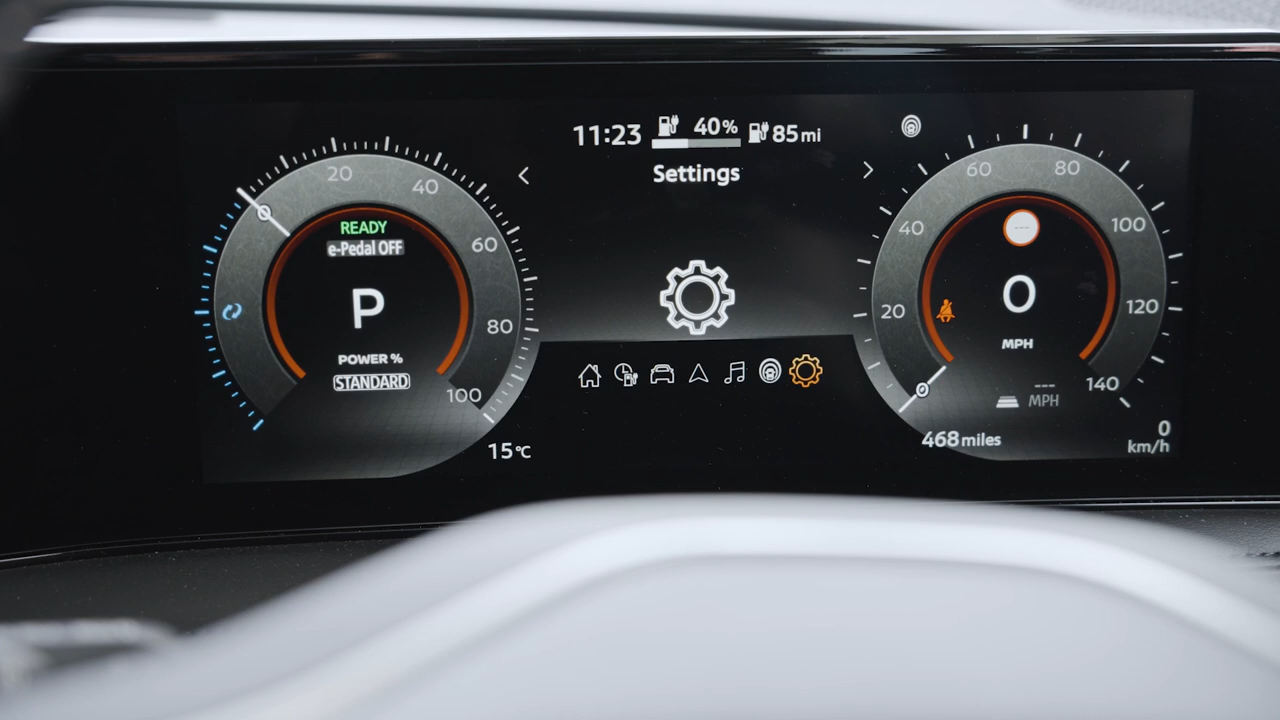 11:23 40% 85mi
Settings
20
40
60
80
100
READY
e-Pedal OFF
P
POWER %
STANDARD
15°C
20
40
60
80
100
120
140
---
0
MPH
---
MPH
468 miles
0
km/h